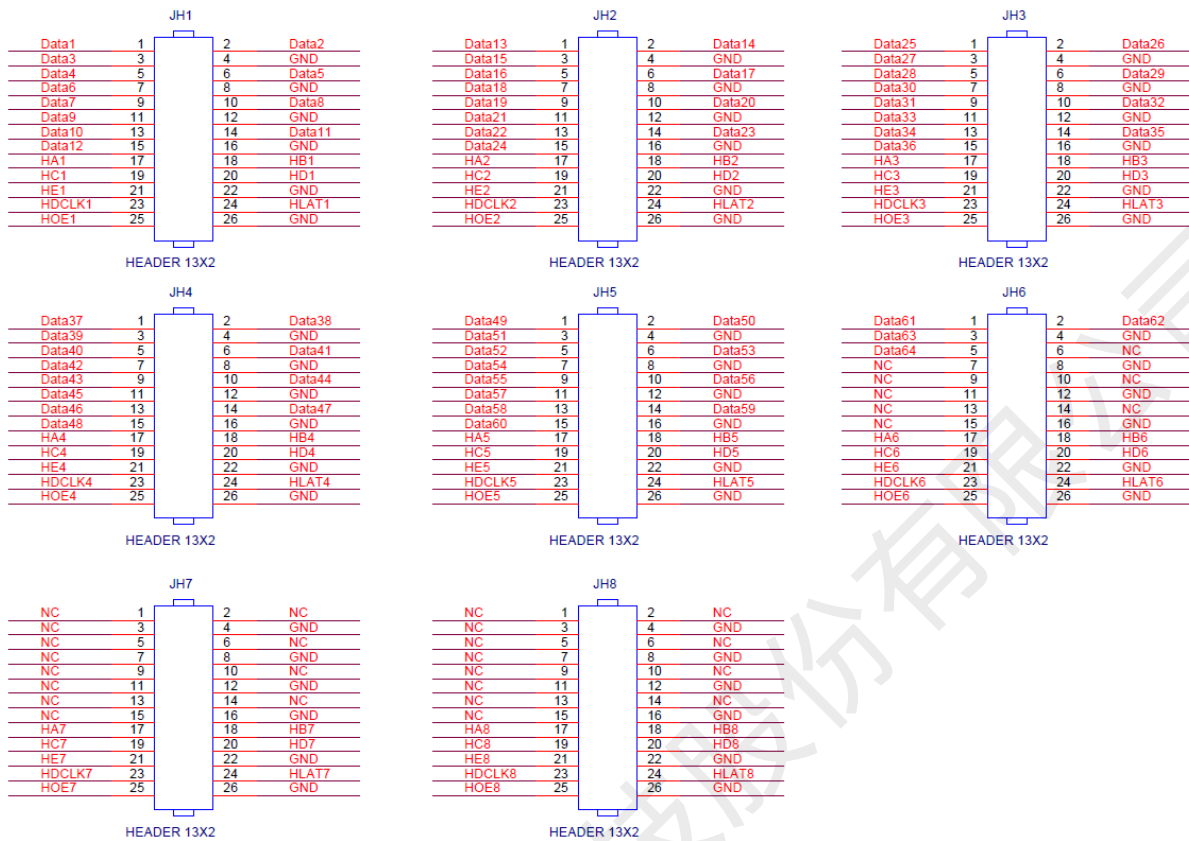 JH1
Data1 1 2 Data2
Data3 3 4 GND
Data4 5 6 Data5
Data6 7 8 GND
Data7 9 10 Data8
Data9 11 12 GND
Data10 13 14 Data11
Data12 15 16 GND
HA1 17 18 HB1
HC1 19 20 HD1
HE1 21 22 GND
HDCLK1 23 24 HLAT1
HOE1 25 26 GND
HEADER 13X2
JH2
Data13 1 2 Data14
Data15 3 4 GND
Data16 5 6 Data17
Data18 7 8 GND
Data19 9 10 Data20
Data21 11 12 GND
Data22 13 14 Data23
Data24 15 16 GND
HA2 17 18 HB2
HC2 19 20 HD2
HE2 21 22 GND
HDCLK2 23 24 HLAT2
HOE2 25 26 GND
HEADER 13X2
JH3
Data25 1 2 Data26
Data27 3 4 GND
Data28 5 6 Data29
Data30 7 8 GND
Data31 9 10 Data32
Data33 11 12 GND
Data34 13 14 Data35
Data36 15 16 GND
HA3 17 18 HB3
HC3 19 20 HD3
HE3 21 22 GND
HDCLK3 23 24 HLAT3
HOE3 25 26 GND
HEADER 13X2
JH4
Data37 1 2 Data38
Data39 3 4 GND
Data40 5 6 Data41
Data42 7 8 GND
Data43 9 10 Data44
Data45 11 12 GND
Data46 13 14 Data47
Data48 15 16 GND
HA4 17 18 HB4
HC4 19 20 HD4
HE4 21 22 GND
HDCLK4 23 24 HLAT4
HOE4 25 26 GND
HEADER 13X2
JH5
Data49 1 2 Data50
Data51 3 4 GND
Data52 5 6 Data53
Data54 7 8 GND
Data55 9 10 Data56
Data57 11 12 GND
Data58 13 14 Data59
Data60 15 16 GND
HA5 17 18 HB5
HC5 19 20 HD5
HE5 21 22 GND
HDCLK5 23 24 HLAT5
HOE5 25 26 GND
HEADER 13X2
JH6
Data61 1 2 Data62
Data63 3 4 GND
Data64 5 6 NC
NC 7 8 GND
NC 9 10 NC
NC 11 12 GND
NC 13 14 NC
NC 15 16 GND
HA6 17 18 HB6
HC6 19 20 HD6
HE6 21 22 GND
HDCLK6 23 24 HLAT6
HOE6 25 26 GND
HEADER 13X2
JH7
NC 1 2 NC
NC 3 4 GND
NC 5 6 NC
NC 7 8 GND
NC 9 10 NC
NC 11 12 GND
NC 13 14 NC
NC 15 16 GND
HA7 17 18 HB7
HC7 19 20 HD7
HE7 21 22 GND
HDCLK7 23 24 HLAT7
HOE7 25 26 GND
HEADER 13X2
JH8
NC 1 2 NC
NC 3 4 GND
NC 5 6 NC
NC 7 8 GND
NC 9 10 NC
NC 11 12 GND
NC 13 14 NC
NC 15 16 GND
HA8 17 18 HB8
HC8 19 20 HD8
HE8 21 22 GND
HDCLK8 23 24 HLAT8
HOE8 25 26 GND
HEADER 13X2
技股份有限公司